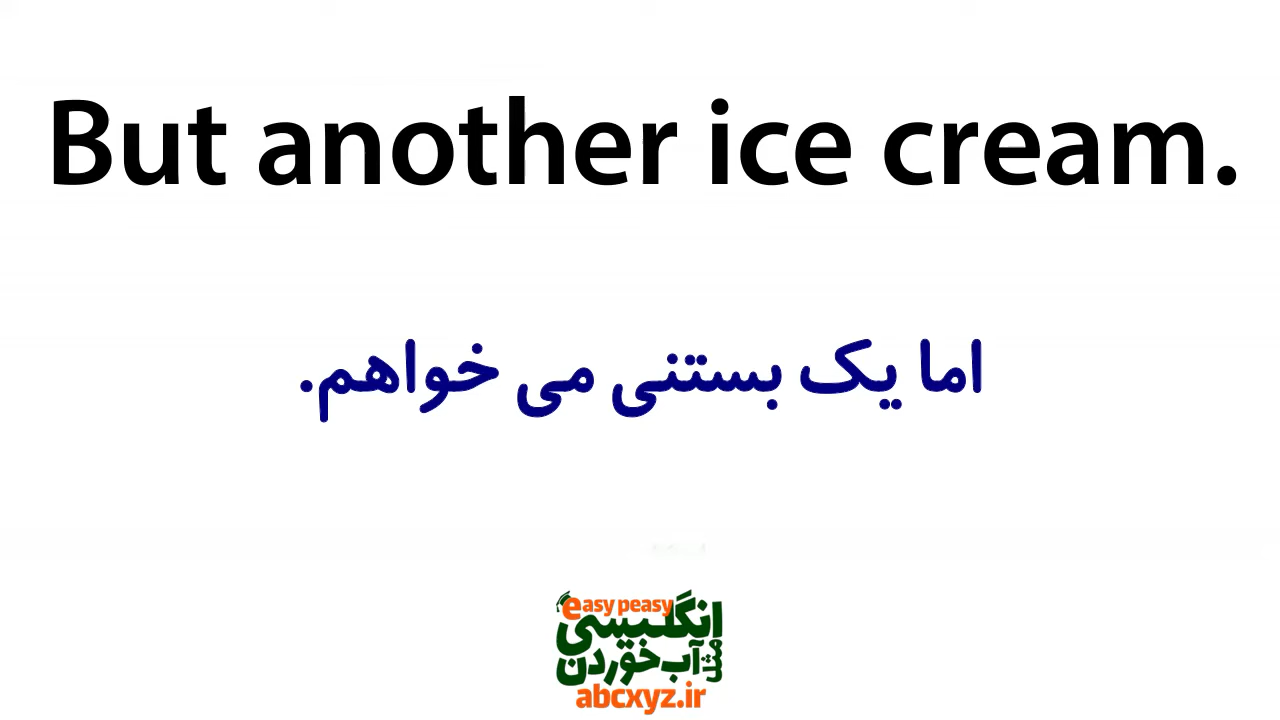 But another ice cream.
اما یک بستنی می خواهم.
easy peasy
انگلیسی
مثل آب خوردن
abcxyz.ir